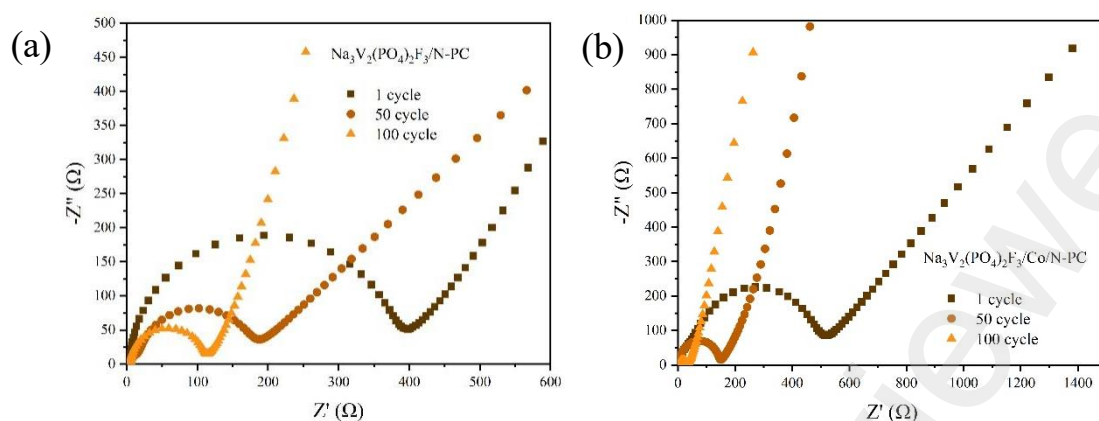 (a)
500
450
400
350
300
250
200
150
100
50
0
-Z'' (Ω)
Na₃V₂(PO₄)₂F₃/N-PC
1 cycle
50 cycle
100 cycle
0 100 200 300 400 500 600
Z' (Ω)
(b)
1000
900
800
700
600
500
400
300
200
100
0
-Z'' (Ω)
Na₃V₂(PO₄)₂F₃/Co/N-PC
1 cycle
50 cycle
100 cycle
0 200 400 600 800 1000 1200 1400
Z' (Ω)